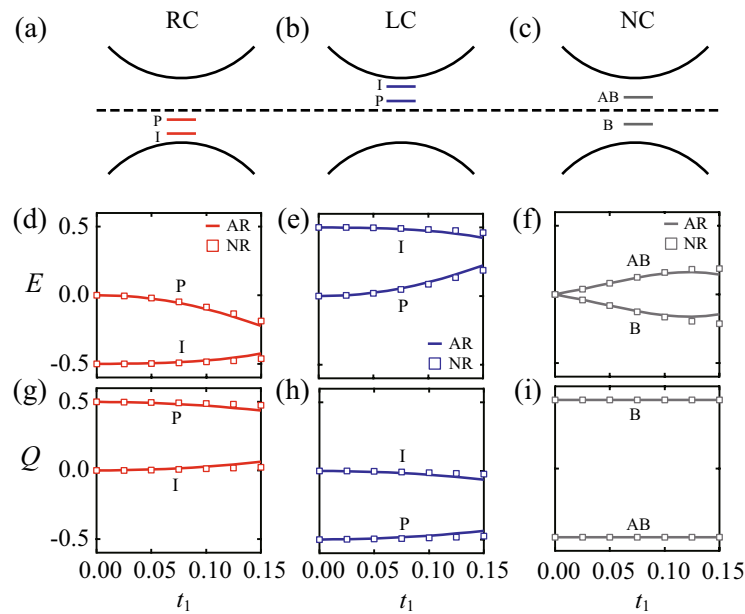 (a) RC (b) LC (c) NC
I
P
AB
P
I
B
(d) (e) (f)
0.5
E 0.0
-0.5
P
I
AR
NR
I
P
AR
NR
AB
B
AR
NR
(g) (h) (i)
0.5
Q 0.0
-0.5
P
I
I
P
B
AB
0.00 0.05 0.10 0.15 0.00 0.05 0.10 0.15 0.00 0.05 0.10 0.15
t₁ t₁ t₁